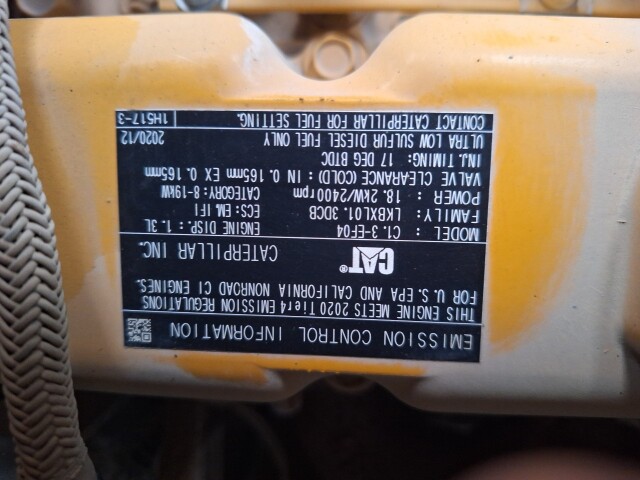 EMISSION CONTROL INFORMATION
THIS ENGINE MEETS 2020 Tier4 EMISSION REGULATIONS
FOR U.S. EPA AND CALIFORNIA NONROAD CI ENGINES.
CAT® CATERPILLAR INC.
MODEL: C1.3-EF04 ENGINE DISP.: 1.3L
FAMILY: LKBXL01.3DCB ECS: EM, IFI
POWER: 18.2kW/2400rpm CATEGORY: 8-19kW
VALVE CLEARANCE (COLD): IN 0.165mm EX 0.165mm
INJ. TIMING: 17 DEG BTDC
ULTRA LOW SULFUR DIESEL FUEL ONLY 2020/12
CONTACT CATERPILLAR FOR FUEL SETTING. 1H517-3